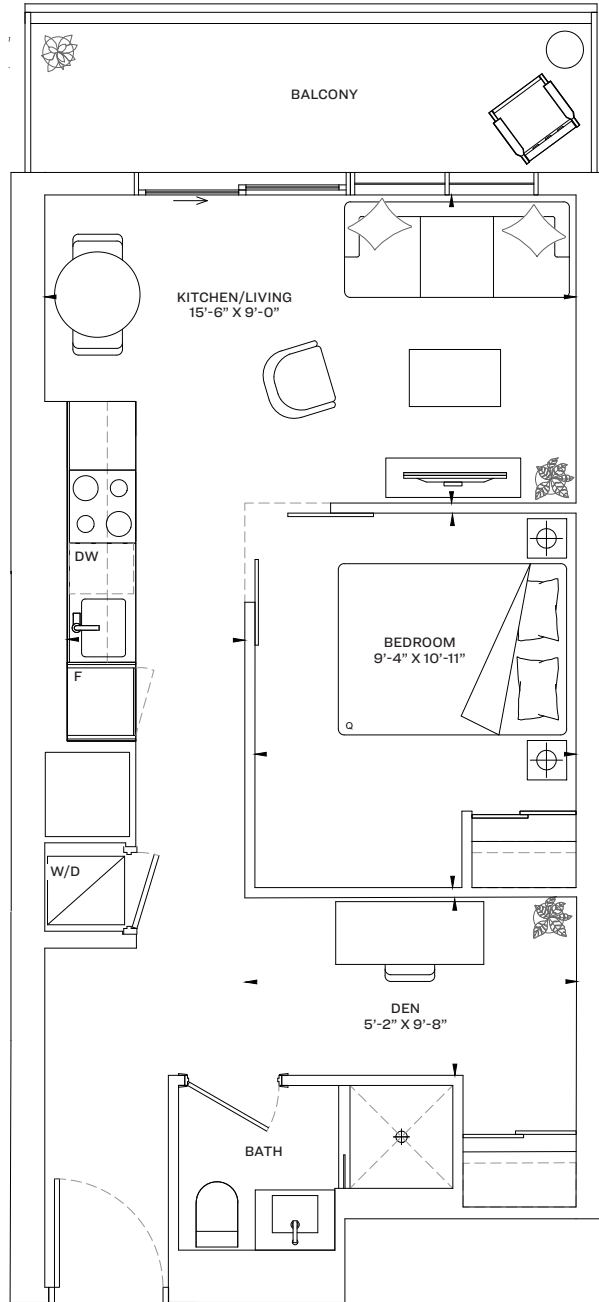 BALCONY
KITCHEN/LIVING
15’-6” X 9’-0”
DW
F
BEDROOM
9’-4” X 10’-11”
Q
W/D
DEN
5’-2” X 9’-8”
BATH